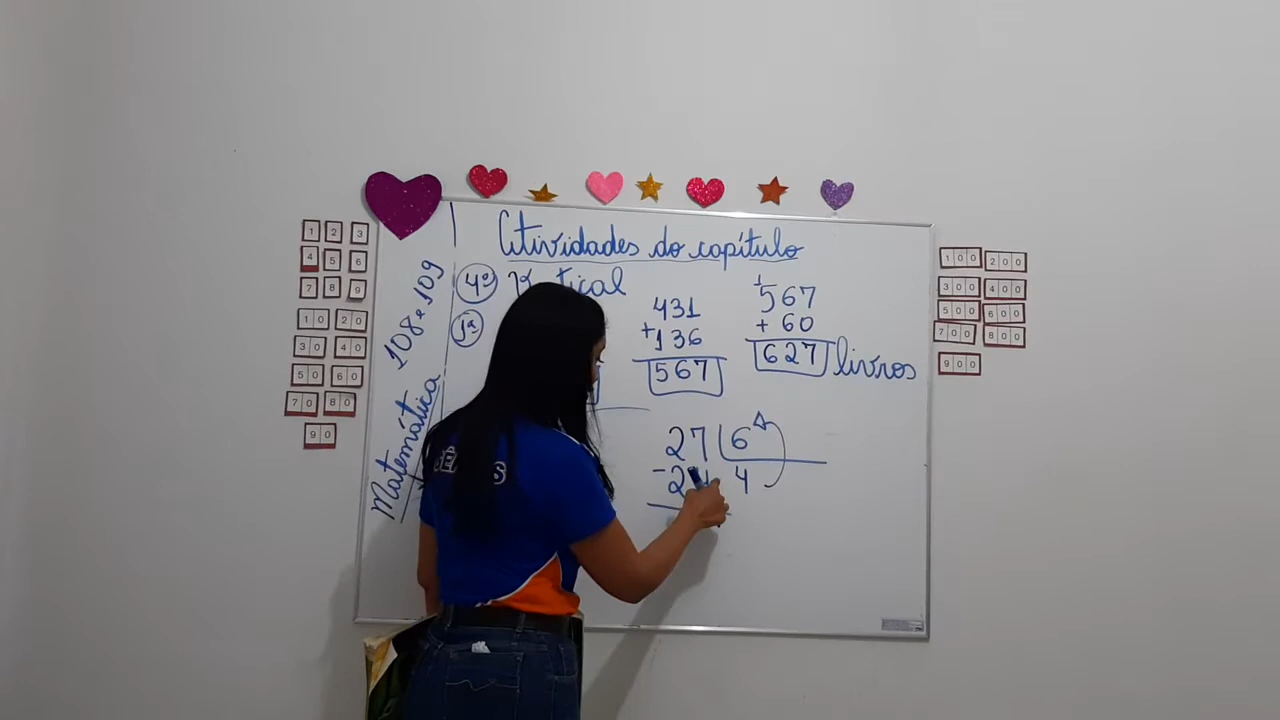 Atividades do capítulo
4º
1ª
Matemática 108 e 109
431
+136
567
¹567
+ 60
627 livros
27 6
- 24 4
1 2 3
4 5 6
7 8 9
10 20
30 40
50 60
70 80
90
100 200
300 400
500 600
700 800
900